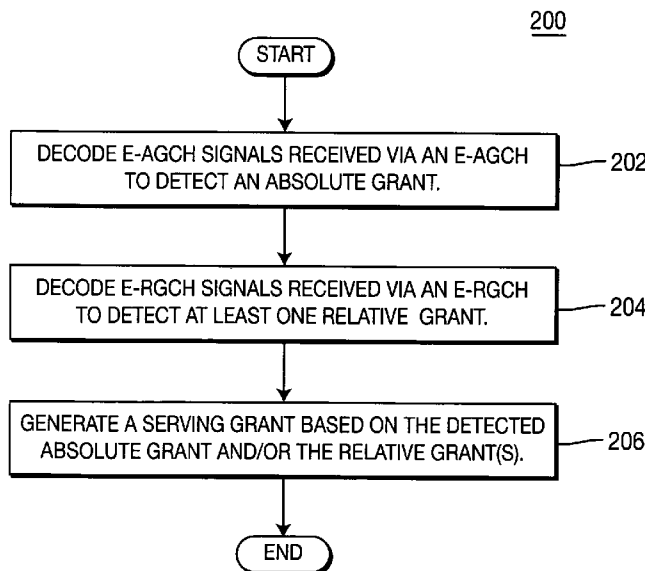 200
START
DECODE E-AGCH SIGNALS RECEIVED VIA AN E-AGCH
TO DETECT AN ABSOLUTE GRANT.
202
DECODE E-RGCH SIGNALS RECEIVED VIA AN E-RGCH
TO DETECT AT LEAST ONE RELATIVE GRANT.
204
GENERATE A SERVING GRANT BASED ON THE DETECTED
ABSOLUTE GRANT AND/OR THE RELATIVE GRANT(S).
206
END